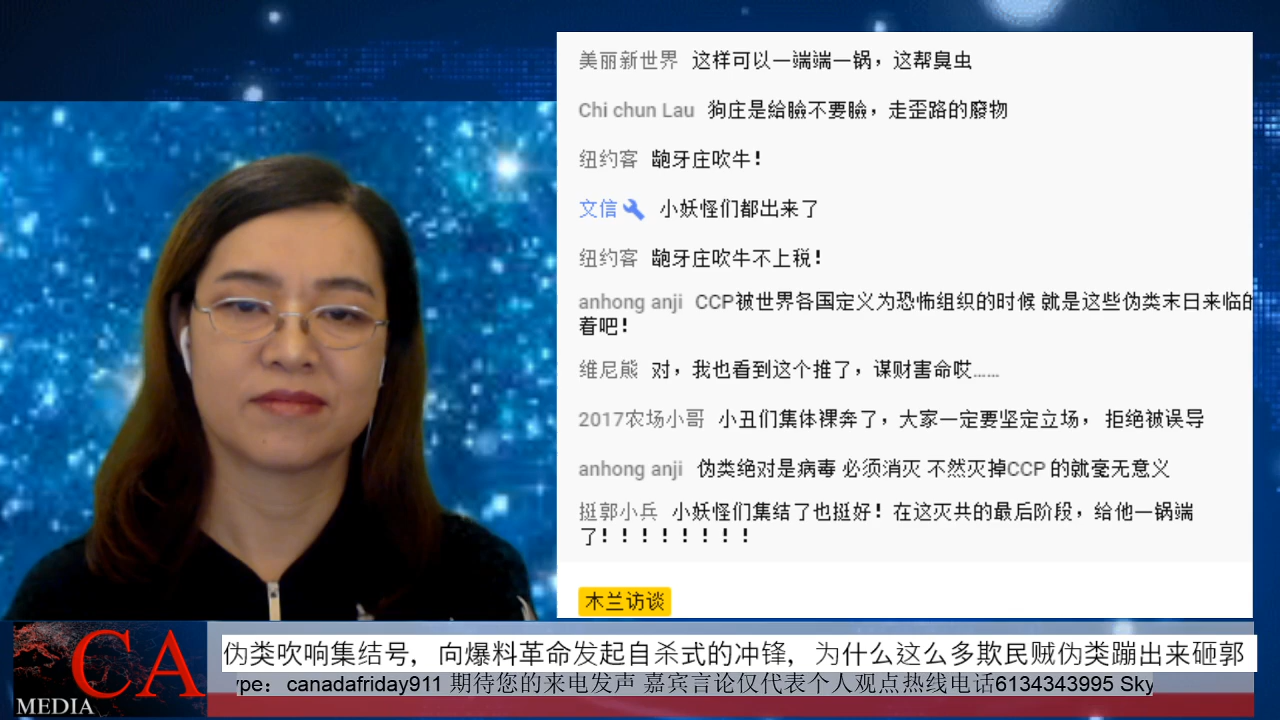 美丽新世界 这样可以一端端一锅，这帮臭虫
Chi chun Lau 狗庄是給臉不要臉，走歪路的廢物
纽约客 龅牙庄吹牛！
文信 小妖怪们都出来了
纽约客 龅牙庄吹牛不上税！
anhong anji CCP被世界各国定义为恐怖组织的时候 就是这些伪类末日来临的
着吧！
维尼熊 对，我也看到这个推了，谋财害命哎……
2017农场小哥 小丑们集体裸奔了，大家一定要坚定立场， 拒绝被误导
anhong anji 伪类绝对是病毒 必须消灭 不然灭掉CCP 的就毫无意义
挺郭小兵 小妖怪们集结了也挺好！在这灭共的最后阶段，给他一锅端
了！！！！！！！！
木兰访谈
CA
MEDIA
伪类吹响集结号，向爆料革命发起自杀式的冲锋，为什么这么多欺民贼伪类蹦出来砸郭
ype：canadafriday911 期待您的来电发声 嘉宾言论仅代表个人观点热线电话6134343995 Sky